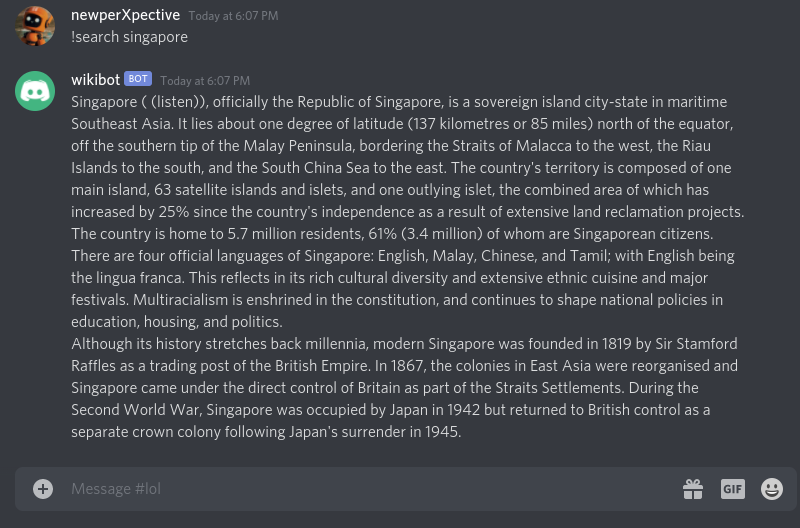 newperXpective Today at 6:07 PM
!search singapore
wikibot BOT Today at 6:07 PM
Singapore ( (listen)), officially the Republic of Singapore, is a sovereign island city-state in maritime
Southeast Asia. It lies about one degree of latitude (137 kilometres or 85 miles) north of the equator,
off the southern tip of the Malay Peninsula, bordering the Straits of Malacca to the west, the Riau
Islands to the south, and the South China Sea to the east. The country's territory is composed of one
main island, 63 satellite islands and islets, and one outlying islet, the combined area of which has
increased by 25% since the country's independence as a result of extensive land reclamation projects.
The country is home to 5.7 million residents, 61% (3.4 million) of whom are Singaporean citizens.
There are four official languages of Singapore: English, Malay, Chinese, and Tamil; with English being
the lingua franca. This reflects in its rich cultural diversity and extensive ethnic cuisine and major
festivals. Multiracialism is enshrined in the constitution, and continues to shape national policies in
education, housing, and politics.
Although its history stretches back millennia, modern Singapore was founded in 1819 by Sir Stamford
Raffles as a trading post of the British Empire. In 1867, the colonies in East Asia were reorganised and
Singapore came under the direct control of Britain as part of the Straits Settlements. During the
Second World War, Singapore was occupied by Japan in 1942 but returned to British control as a
separate crown colony following Japan's surrender in 1945.
Message #lol GIF